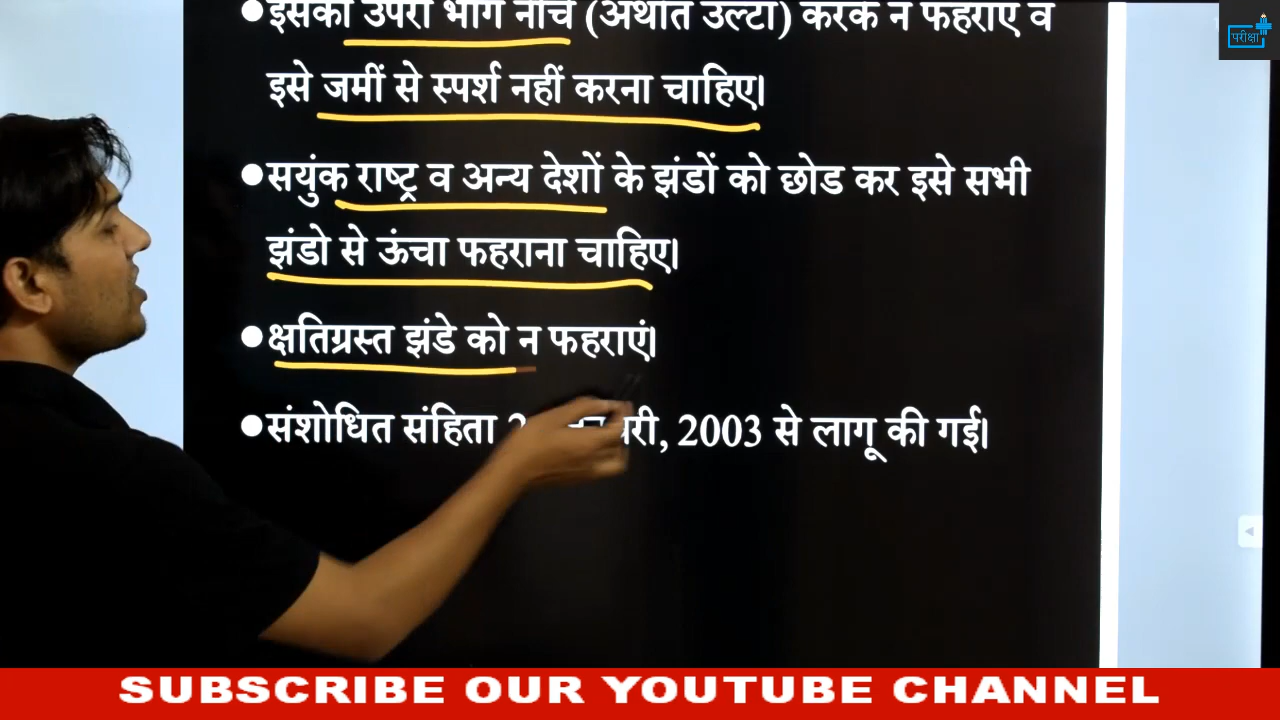 ●इसका उपरी भाग नीचे (अर्थात उल्टा) करके न फहराएं व
इसे जमीं से स्पर्श नहीं करना चाहिए।
●सयुंक राष्ट्र व अन्य देशों के झंडों को छोड कर इसे सभी
झंडो से ऊंचा फहराना चाहिए।
●क्षतिग्रस्त झंडे को न फहराएं।
●संशोधित संहिता 2003 से लागू की गई।
परीक्षा
SUBSCRIBE OUR YOUTUBE CHANNEL